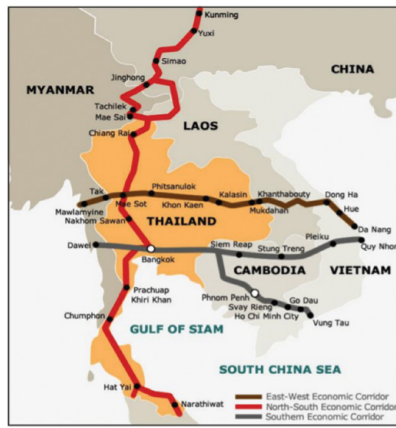 Kunming
Yuxi
Simao
Jinghong
CHINA
MYANMAR
Tachilek
Mae Sai
LAOS
Chiang Rai
Tak
Phitsanulok
Kalasin
Khanthabouty
Dong Ha
Mae Sot
Khon Kaen
Mukdahan
Hue
Mawlamyine
Nakhom Sawan
THAILAND
Da Nang
Dawei
Siem Reap
Pleiku
Quy Nhon
Bangkok
Stung Treng
CAMBODIA
VIETNAM
Phnom Penh
Prachuap
Khiri Khan
Svay Rieng
Go Dau
Ho Chi Minh City
Vung Tau
Chumphon
GULF OF SIAM
SOUTH CHINA SEA
Hat Yai
Narathiwat
East-West Economic Corridor
North-South Economic Corridor
Southern Economic Corridor